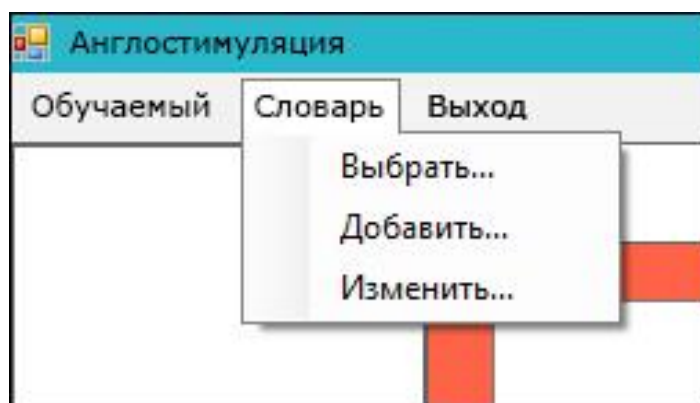 Англостимуляция
Обучаемый Словарь Выход
Выбрать...
Добавить...
Изменить...